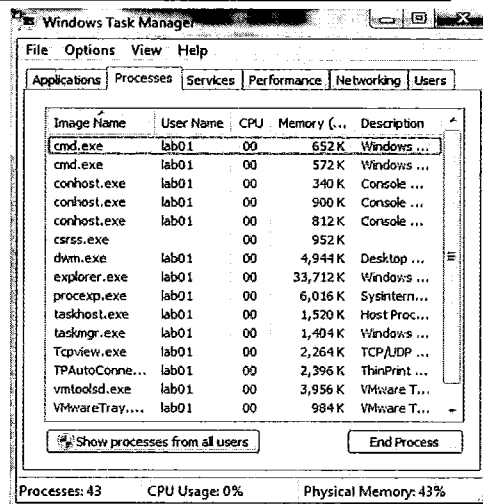 Windows Task Manager
File Options View Help
Applications Processes Services Performance Networking Users
Image Name User Name CPU Memory (... Description
cmd.exe lab01 00 652 K Windows ...
cmd.exe lab01 00 572 K Windows ...
conhost.exe lab01 00 340 K Console ...
conhost.exe lab01 00 900 K Console ...
conhost.exe lab01 00 812 K Console ...
csrss.exe 00 952 K
dwm.exe lab01 00 4,944 K Desktop ...
explorer.exe lab01 00 33,712 K Windows ...
procexp.exe lab01 00 6,016 K Sysintern...
taskhost.exe lab01 00 1,520 K Host Proc...
taskmgr.exe lab01 00 1,404 K Windows ...
Tcpview.exe lab01 00 2,264 K TCP/UDP ...
TPAutoConne... lab01 00 2,396 K ThinPrint ...
vmtoolsd.exe lab01 00 3,956 K VMware T...
VMwareTray.... lab01 00 984 K VMware T...
Show processes from all users End Process
Processes: 43 CPU Usage: 0% Physical Memory: 43%